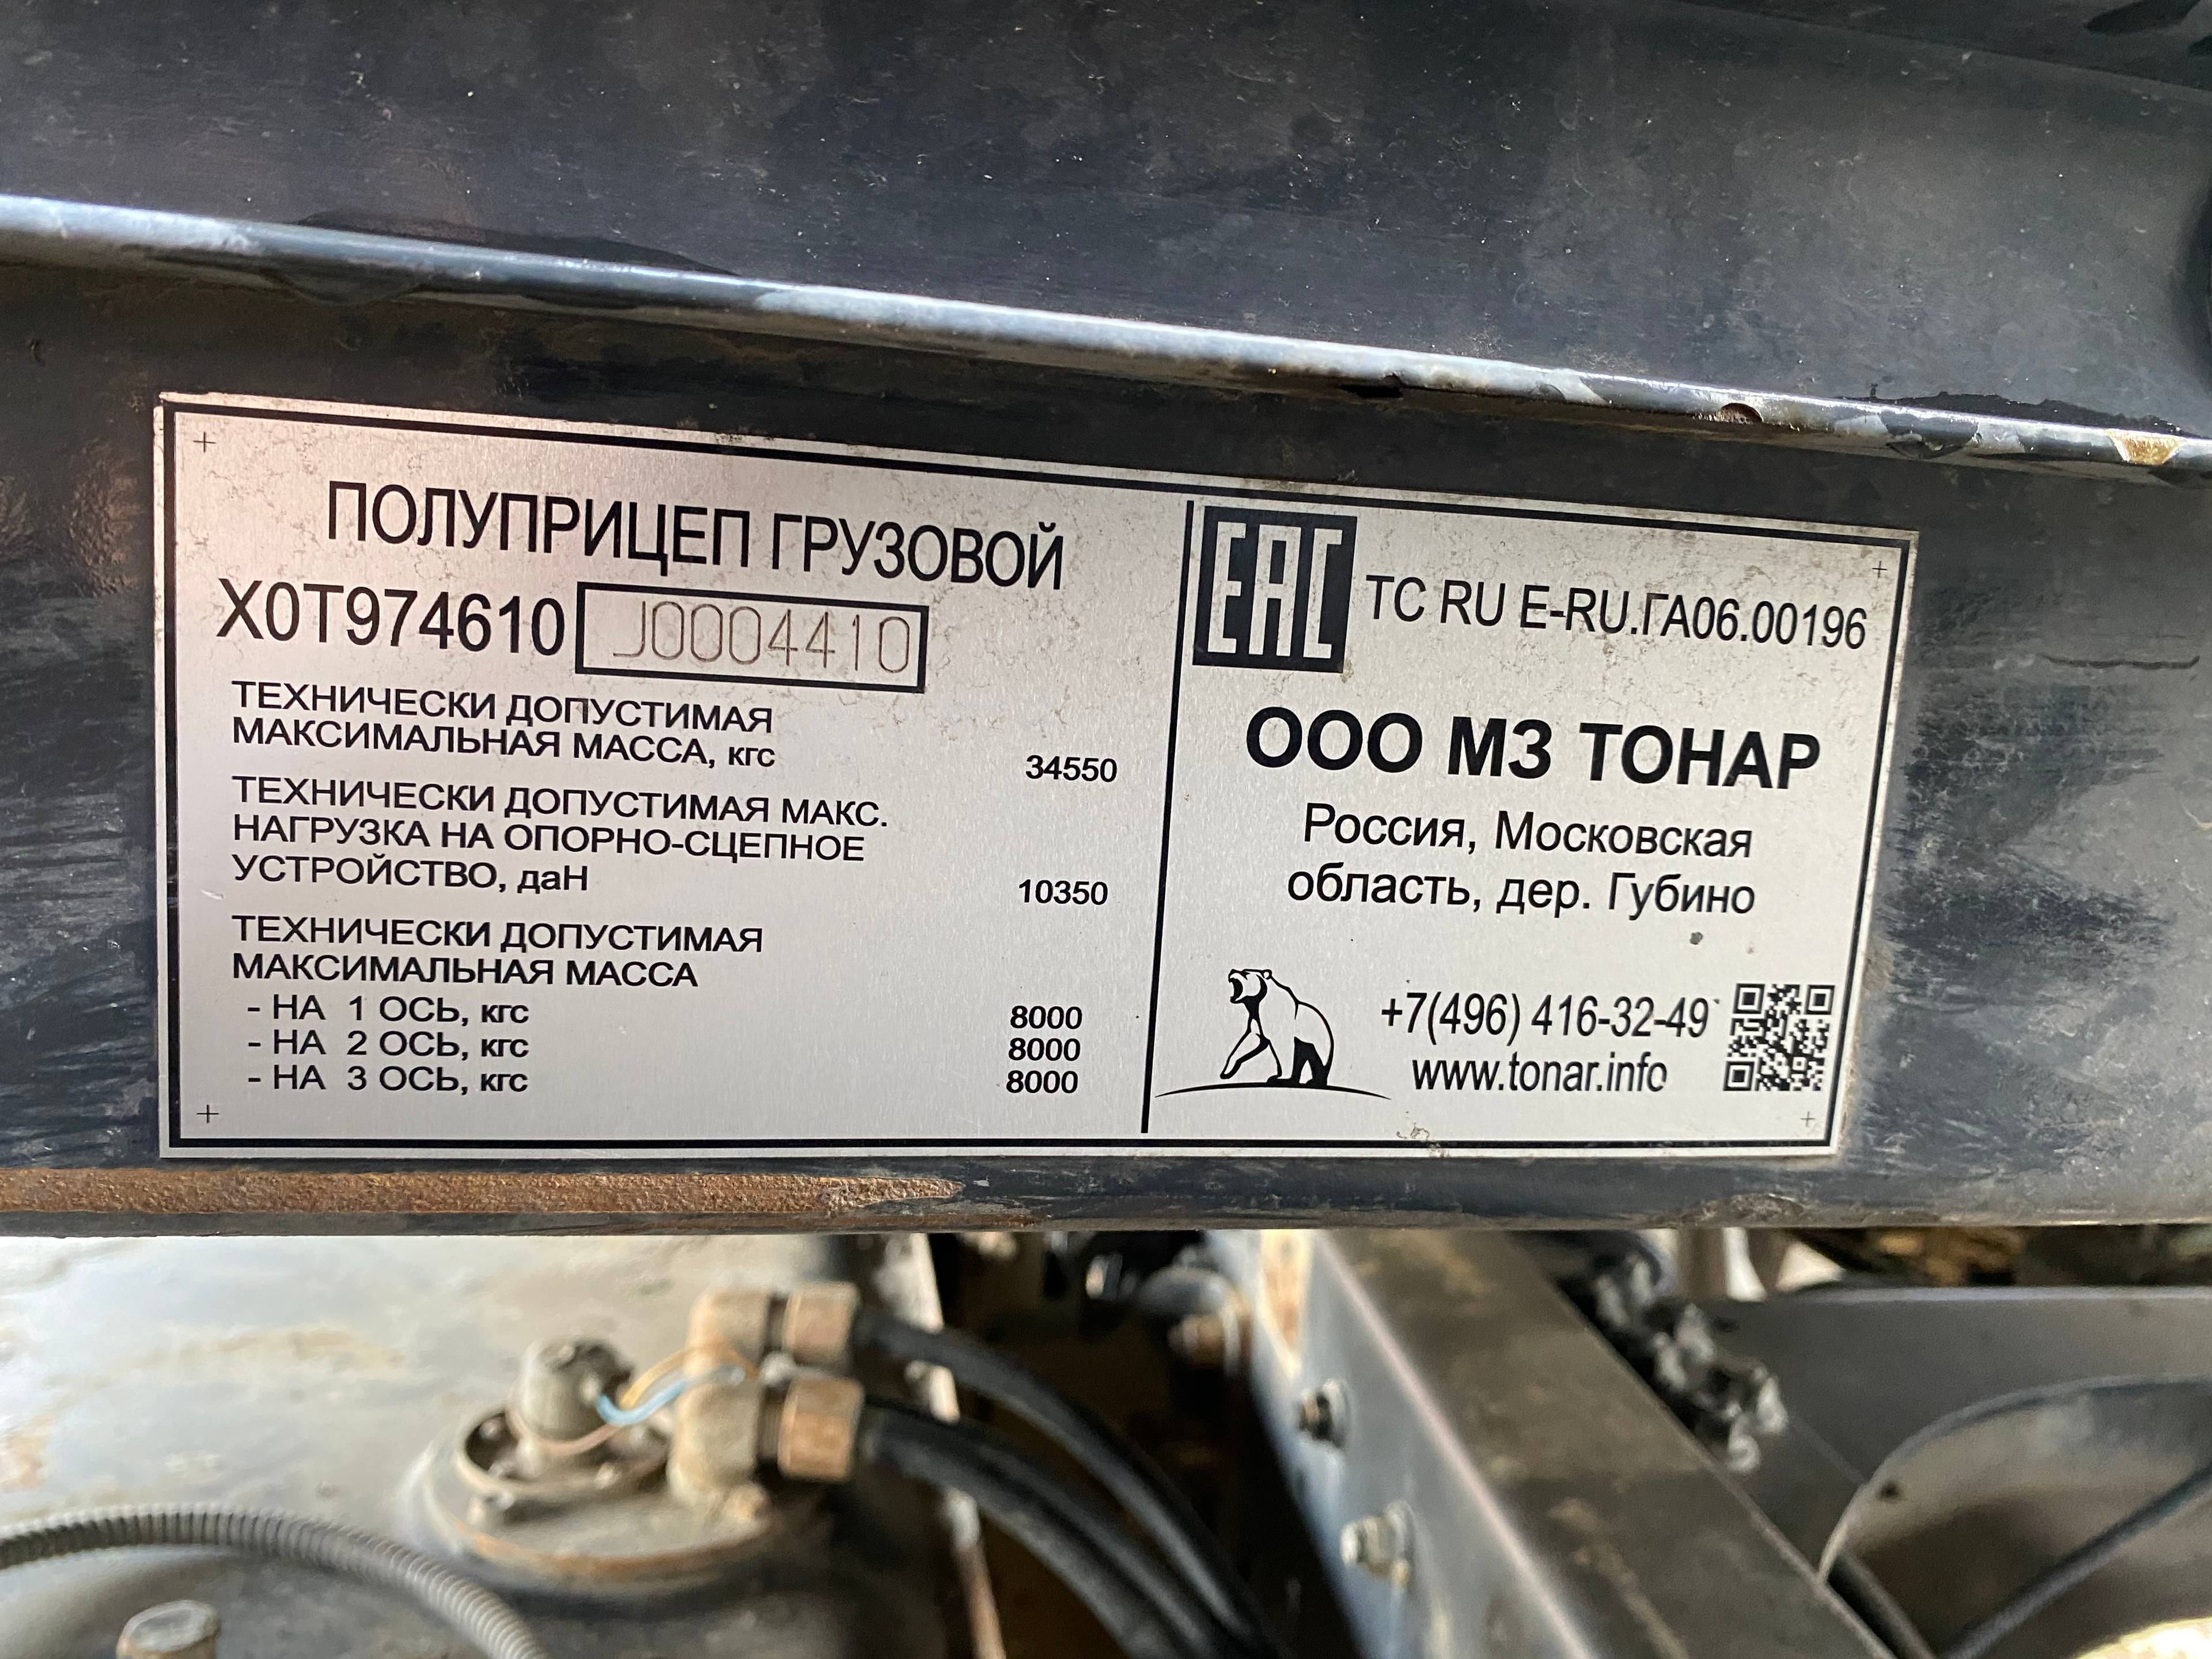 ПОЛУПРИЦЕП ГРУЗОВОЙ
X0T974610 J0004410
ТЕХНИЧЕСКИ ДОПУСТИМАЯ
МАКСИМАЛЬНАЯ МАССА, кгс 34550
ТЕХНИЧЕСКИ ДОПУСТИМАЯ МАКС.
НАГРУЗКА НА ОПОРНО-СЦЕПНОЕ
УСТРОЙСТВО, даН 10350
ТЕХНИЧЕСКИ ДОПУСТИМАЯ
МАКСИМАЛЬНАЯ МАССА
- НА 1 ОСЬ, кгс 8000
- НА 2 ОСЬ, кгс 8000
- НА 3 ОСЬ, кгс 8000
EAC ТС RU E-RU.ГА06.00196
ООО МЗ ТОНАР
Россия, Московская
область, дер. Губино
+7(496) 416-32-49
www.tonar.info